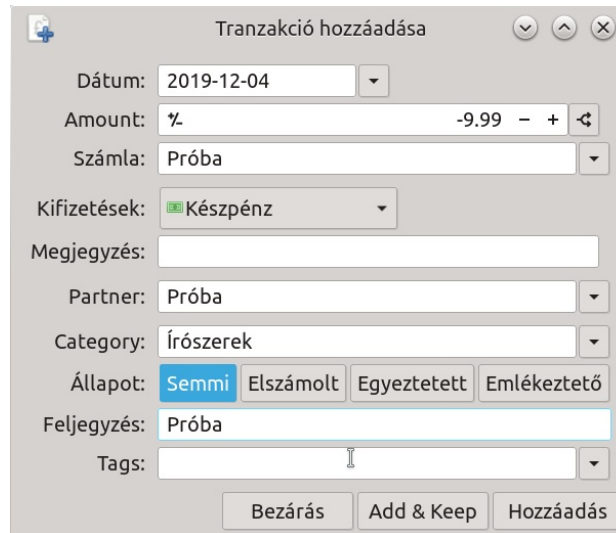 Tranzakció hozzáadása
Dátum: 2019-12-04
Amount: -9.99 − +
Számla: Próba
Kifizetések: Készpénz
Megjegyzés:
Partner: Próba
Category: Írószerek
Állapot: Semmi Elszámolt Egyeztetett Emlékeztető
Feljegyzés: Próba
Tags:
Bezárás Add & Keep Hozzáadás